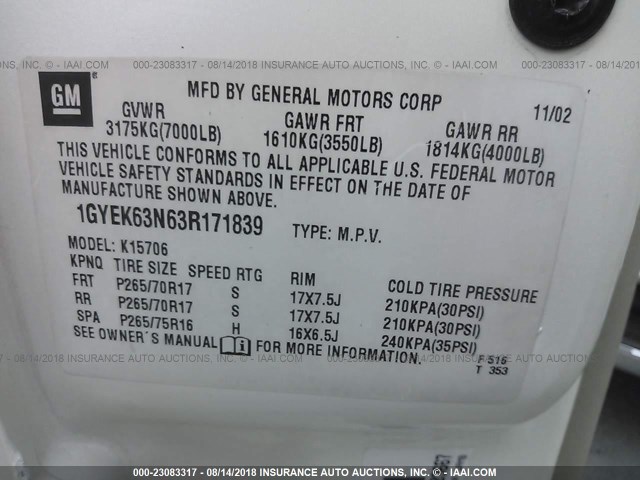 000-23083317 - 08/14/2018 - INSURANCE AUTO AUCTIONS, INC. - © - IAAI.COM
GM
MFD BY GENERAL MOTORS CORP
11/02
GVWR GAWR FRT GAWR RR
3175KG(7000LB) 1610KG(3550LB) 1814KG(4000LB)
THIS VEHICLE CONFORMS TO ALL APPLICABLE U.S. FEDERAL MOTOR
VEHICLE SAFETY STANDARDS IN EFFECT ON THE DATE OF
MANUFACTURE SHOWN ABOVE.
1GYEK63N63R171839 TYPE: M.P.V.
MODEL: K15706
KPNQ TIRE SIZE SPEED RTG RIM COLD TIRE PRESSURE
FRT P265/70R17 S 17X7.5J 210KPA(30PSI)
RR P265/70R17 S 17X7.5J 210KPA(30PSI)
SPA P265/75R16 H 16X6.5J 240KPA(35PSI)
SEE OWNER'S MANUAL i FOR MORE INFORMATION.
F 516
T 353
000-23083317 - 08/14/2018 - INSURANCE AUTO AUCTIONS, INC. - © - IAAI.COM